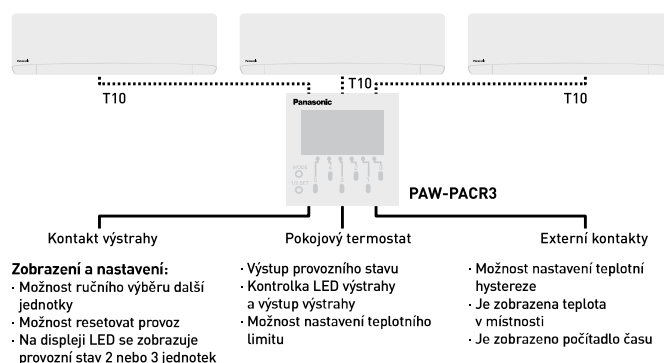 Panasonic
Panasonic
Panasonic
T10
T10
T10
Panasonic
MODE
PAW-PACR3
Kontakt výstrahy
Pokojový termostat
Externí kontakty
Zobrazení a nastavení:
· Možnost ručního výběru další
jednotky
· Možnost resetovat provoz
· Na displeji LED se zobrazuje
provozní stav 2 nebo 3 jednotek
· Výstup provozního stavu
· Kontrolka LED výstrahy
a výstup výstrahy
· Možnost nastavení teplotního
limitu
· Možnost nastavení teplotní
hystereze
· Je zobrazena teplota
v místnosti
· Je zobrazeno počítadlo času